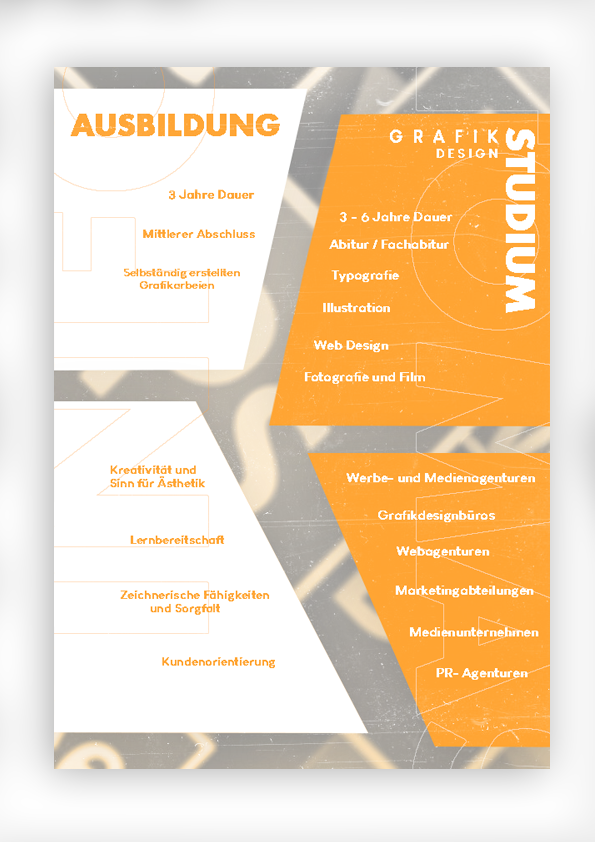 AUSBILDUNG
3 Jahre Dauer
Mittlerer Abschluss
Selbständig erstellten
Grafikarbeien
GRAFIK
DESIGN
STUDIUM
3 - 6 Jahre Dauer
Abitur / Fachabitur
Typografie
Illustration
Web Design
Fotografie und Film
Kreativität und
Sinn für Ästhetik
Lernbereitschaft
Zeichnerische Fähigkeiten
und Sorgfalt
Kundenorientierung
Werbe- und Medienagenturen
Grafikdesignbüros
Webagenturen
Marketingabteilungen
Medienunternehmen
PR- Agenturen